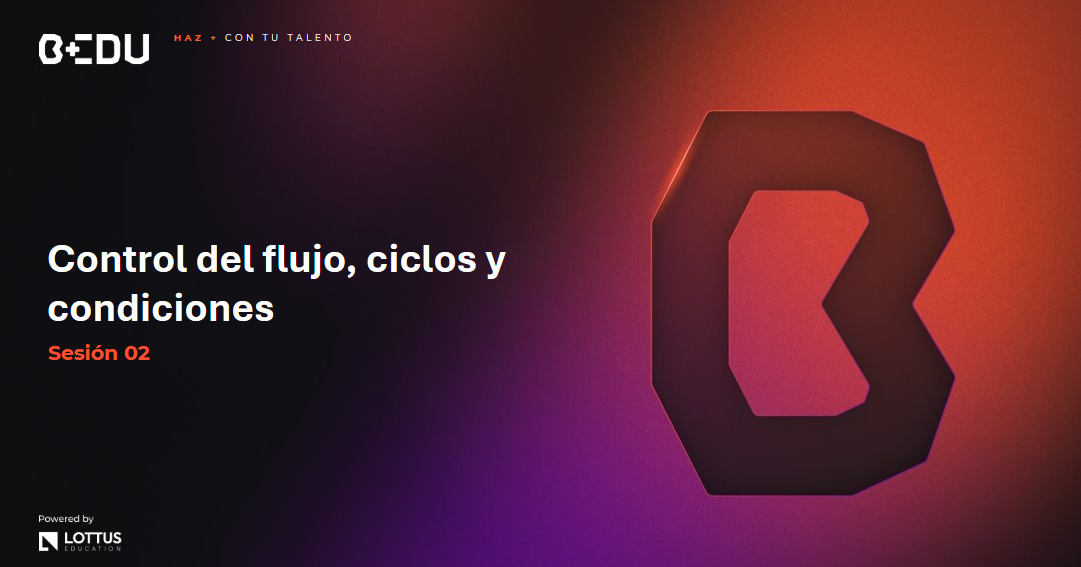 B+EDU
HAZ + CON TU TALENTO
Control del flujo, ciclos y
condiciones
Sesión 02
Powered by
LOTTUS
EDUCATION